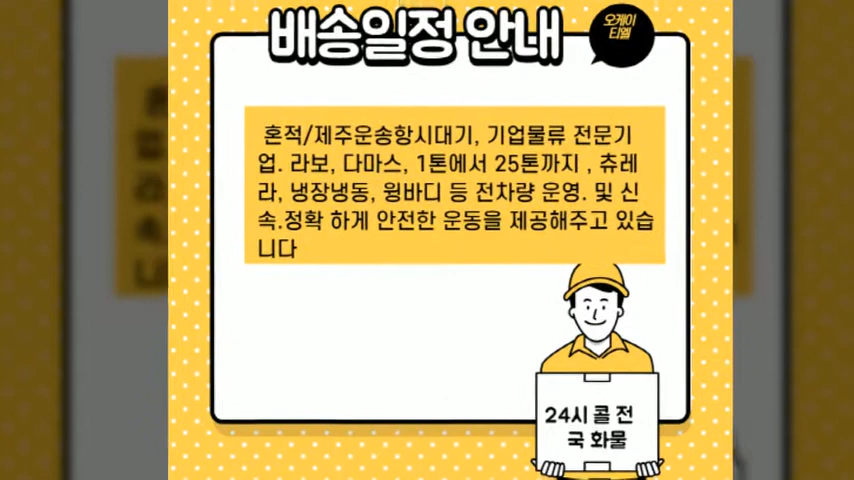 배송일정 안내
오케이
티엘
혼적/제주운송항시대기, 기업물류 전문기
업. 라보, 다마스, 1톤에서 25톤까지 , 츄레
라, 냉장냉동, 윙바디 등 전차량 운영. 및 신
속.정확 하게 안전한 운동을 제공해주고 있습
니다
24시 콜 전
국 화물